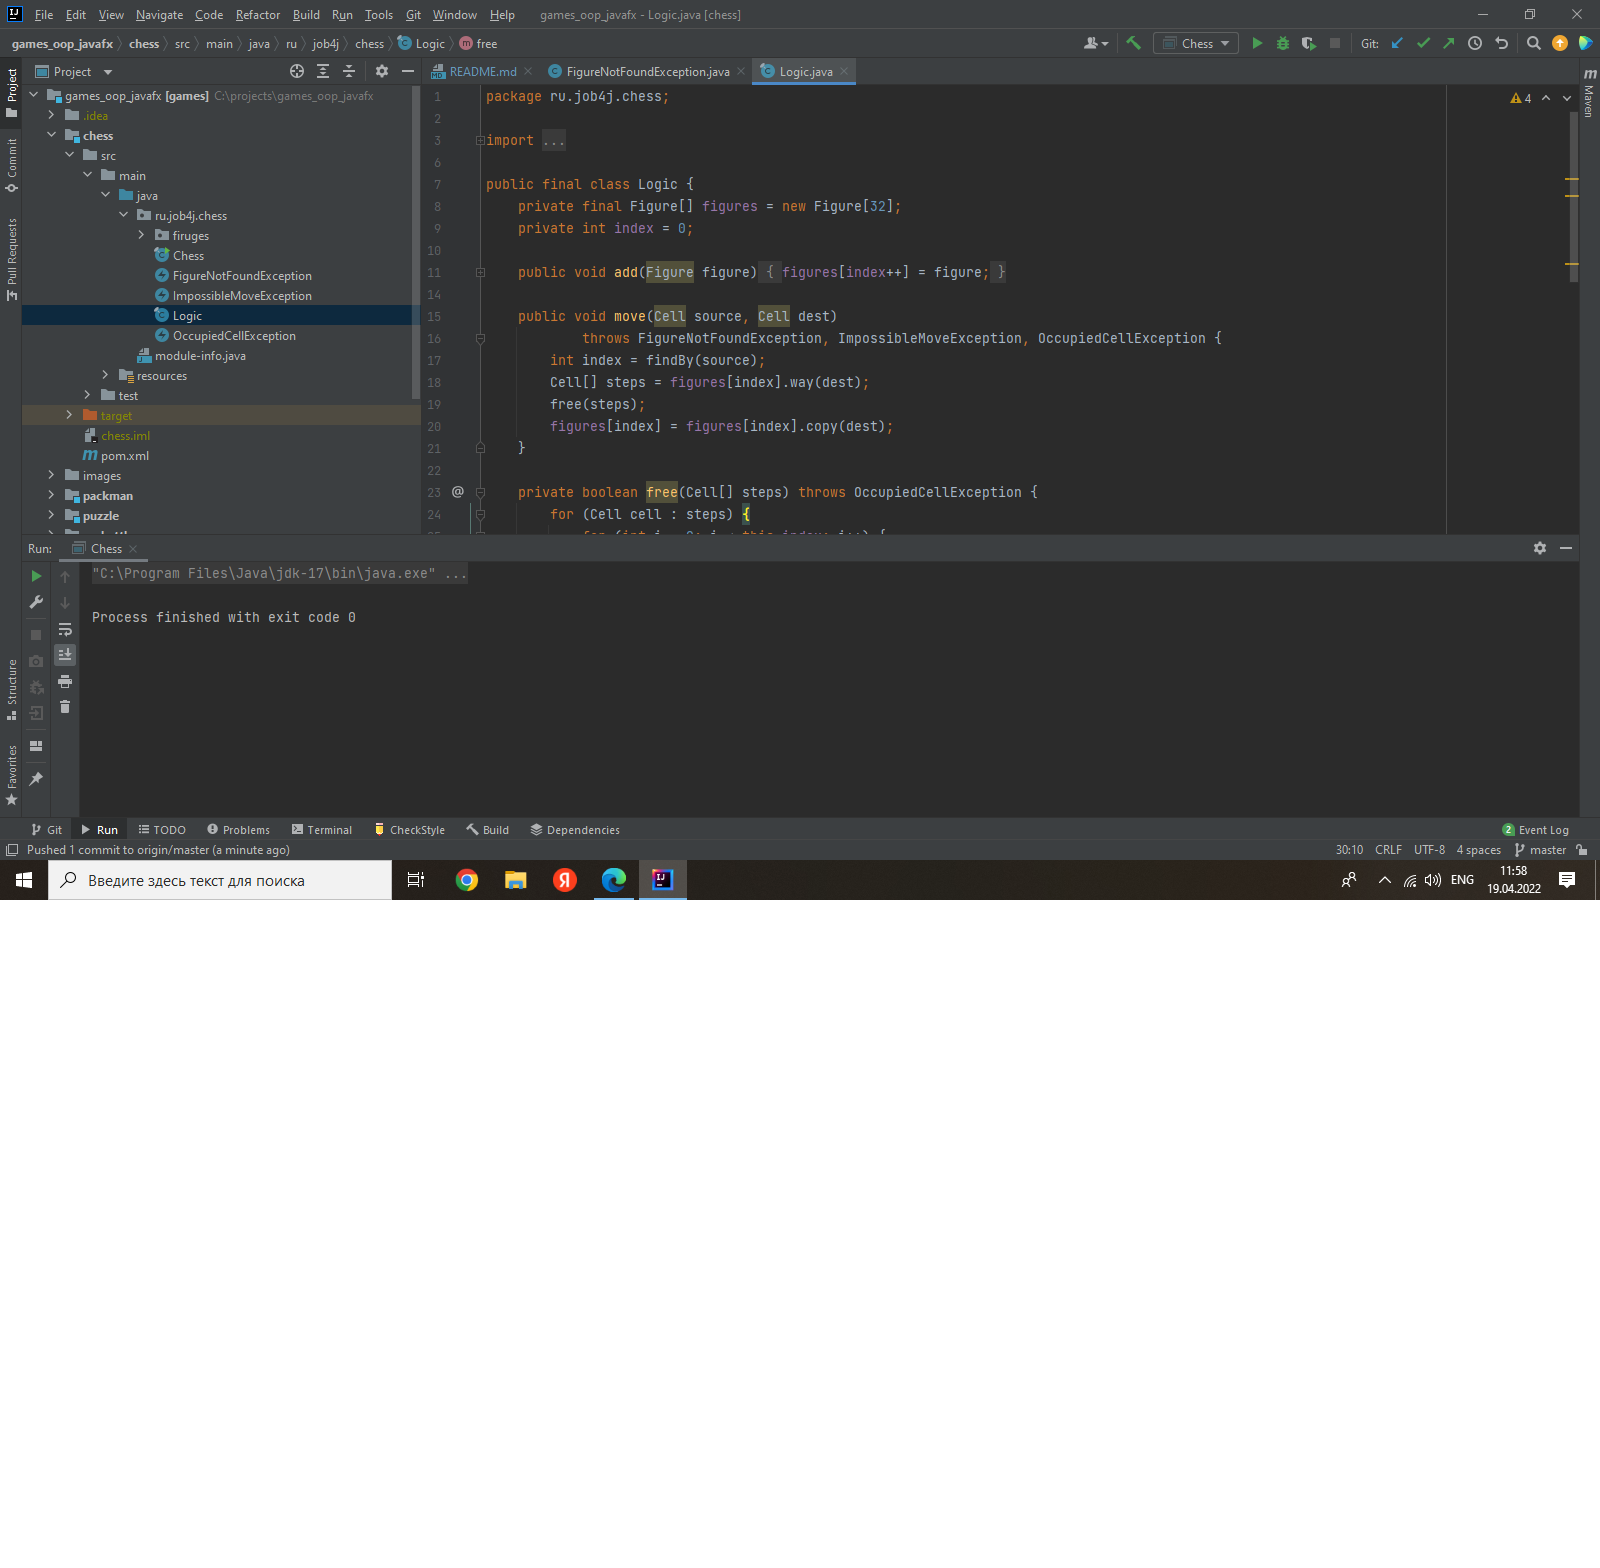 File Edit View Navigate Code Refactor Build Run Tools Git Window Help games_oop_javafx - Logic.java [chess]
games_oop_javafx chess src main java ru job4j chess Logic free Chess Git:
Project
README.md FigureNotFoundException.java Logic.java
games_oop_javafx [games] C:\projects\games_oop_javafx
.idea
chess
src
main
java
ru.job4j.chess
firuges
Chess
FigureNotFoundException
ImpossibleMoveException
Logic
OccupiedCellException
module-info.java
resources
test
target
chess.iml
pom.xml
images
packman
puzzle
Project
Commit
Pull Requests
Structure
Favorites
Maven
4
1 package ru.job4j.chess;
2
3 import ...
6
7 public final class Logic {
8 private final Figure[] figures = new Figure[32];
9 private int index = 0;
10
11 public void add(Figure figure) { figures[index++] = figure; }
14
15 public void move(Cell source, Cell dest)
16 throws FigureNotFoundException, ImpossibleMoveException, OccupiedCellException {
17 int index = findBy(source);
18 Cell[] steps = figures[index].way(dest);
19 free(steps);
20 figures[index] = figures[index].copy(dest);
21 }
22
23 @ private boolean free(Cell[] steps) throws OccupiedCellException {
24 for (Cell cell : steps) {
Run: Chess
"C:\Program Files\Java\jdk-17\bin\java.exe" ...
Process finished with exit code 0
Git Run TODO Problems Terminal CheckStyle Build Dependencies 2 Event Log
Pushed 1 commit to origin/master (a minute ago) 30:10 CRLF UTF-8 4 spaces master
Введите здесь текст для поиска
ENG
11:58
19.04.2022